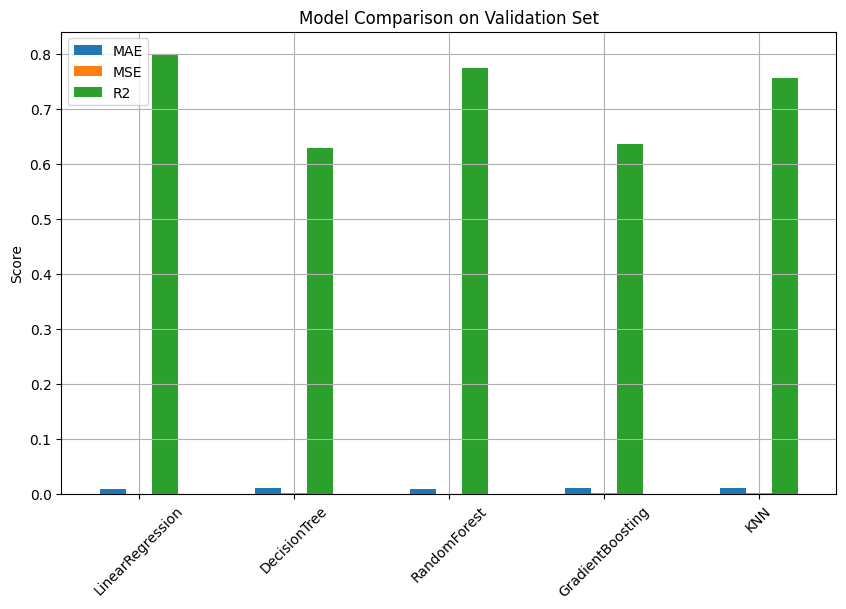 Model Comparison on Validation Set
MAE
MSE
R2
Score
0.8
0.7
0.6
0.5
0.4
0.3
0.2
0.1
0.0
LinearRegression
DecisionTree
RandomForest
GradientBoosting
KNN